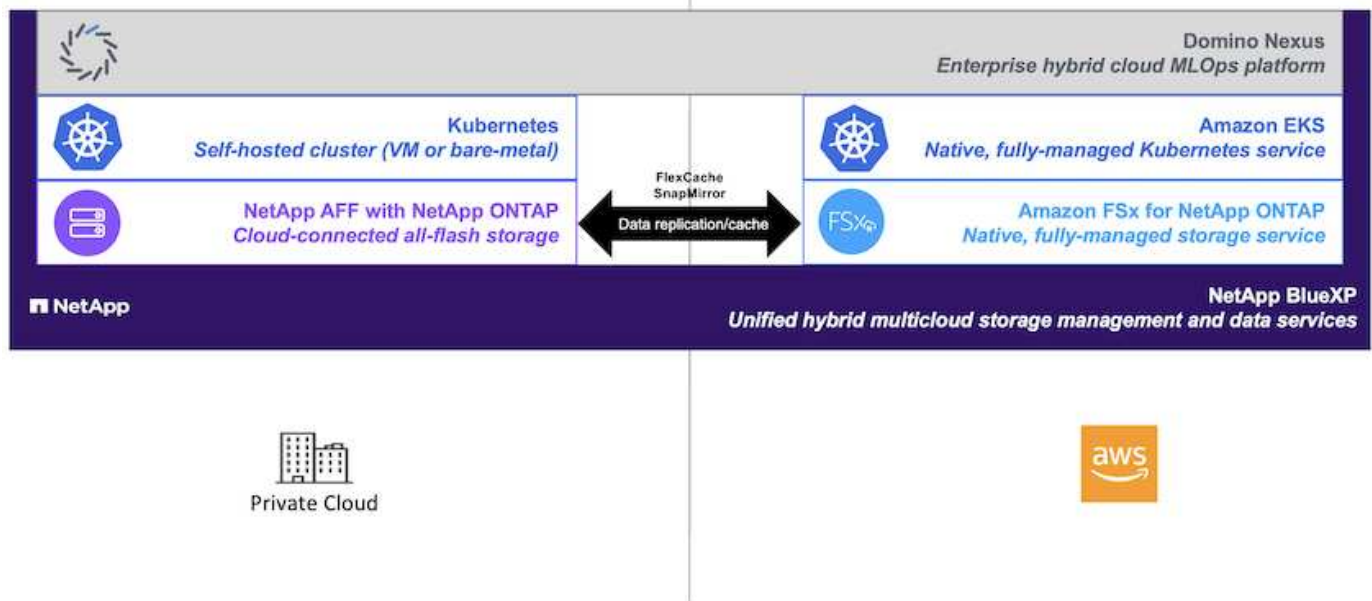 Domino Nexus
Enterprise hybrid cloud MLOps platform
Kubernetes
Self-hosted cluster (VM or bare-metal)
Amazon EKS
Native, fully-managed Kubernetes service
FlexCache
SnapMirror
Data replication/cache
NetApp AFF with NetApp ONTAP
Cloud-connected all-flash storage
FSx
Amazon FSx for NetApp ONTAP
Native, fully-managed storage service
NetApp
NetApp BlueXP
Unified hybrid multicloud storage management and data services
Private Cloud
aws